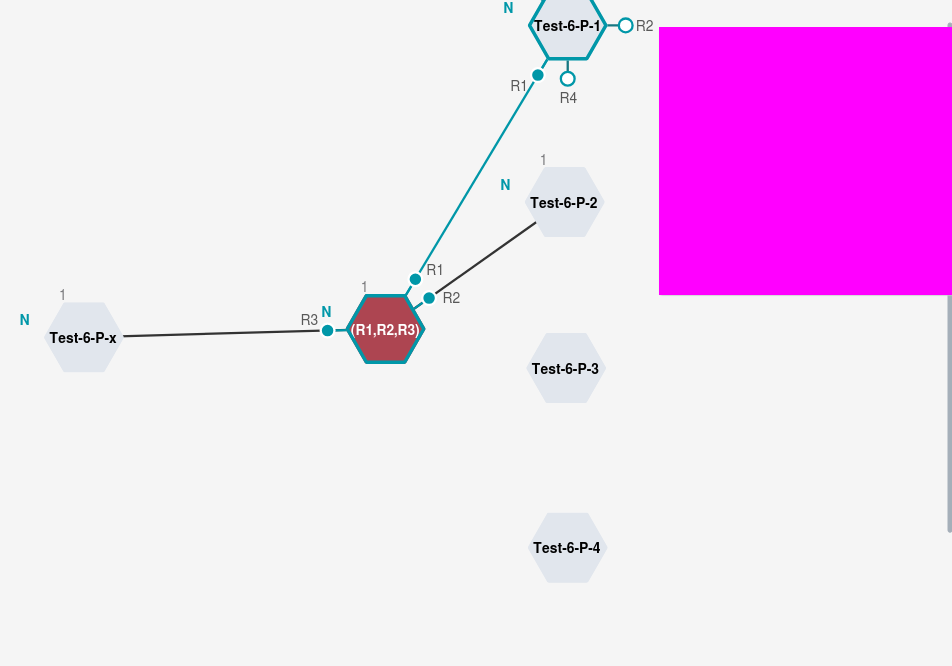 N
Test-6-P-1
R2
R1
R4
1
N
Test-6-P-2
R1
1
R2
1
N
R3
N
(R1,R2,R3)
Test-6-P-x
Test-6-P-3
Test-6-P-4